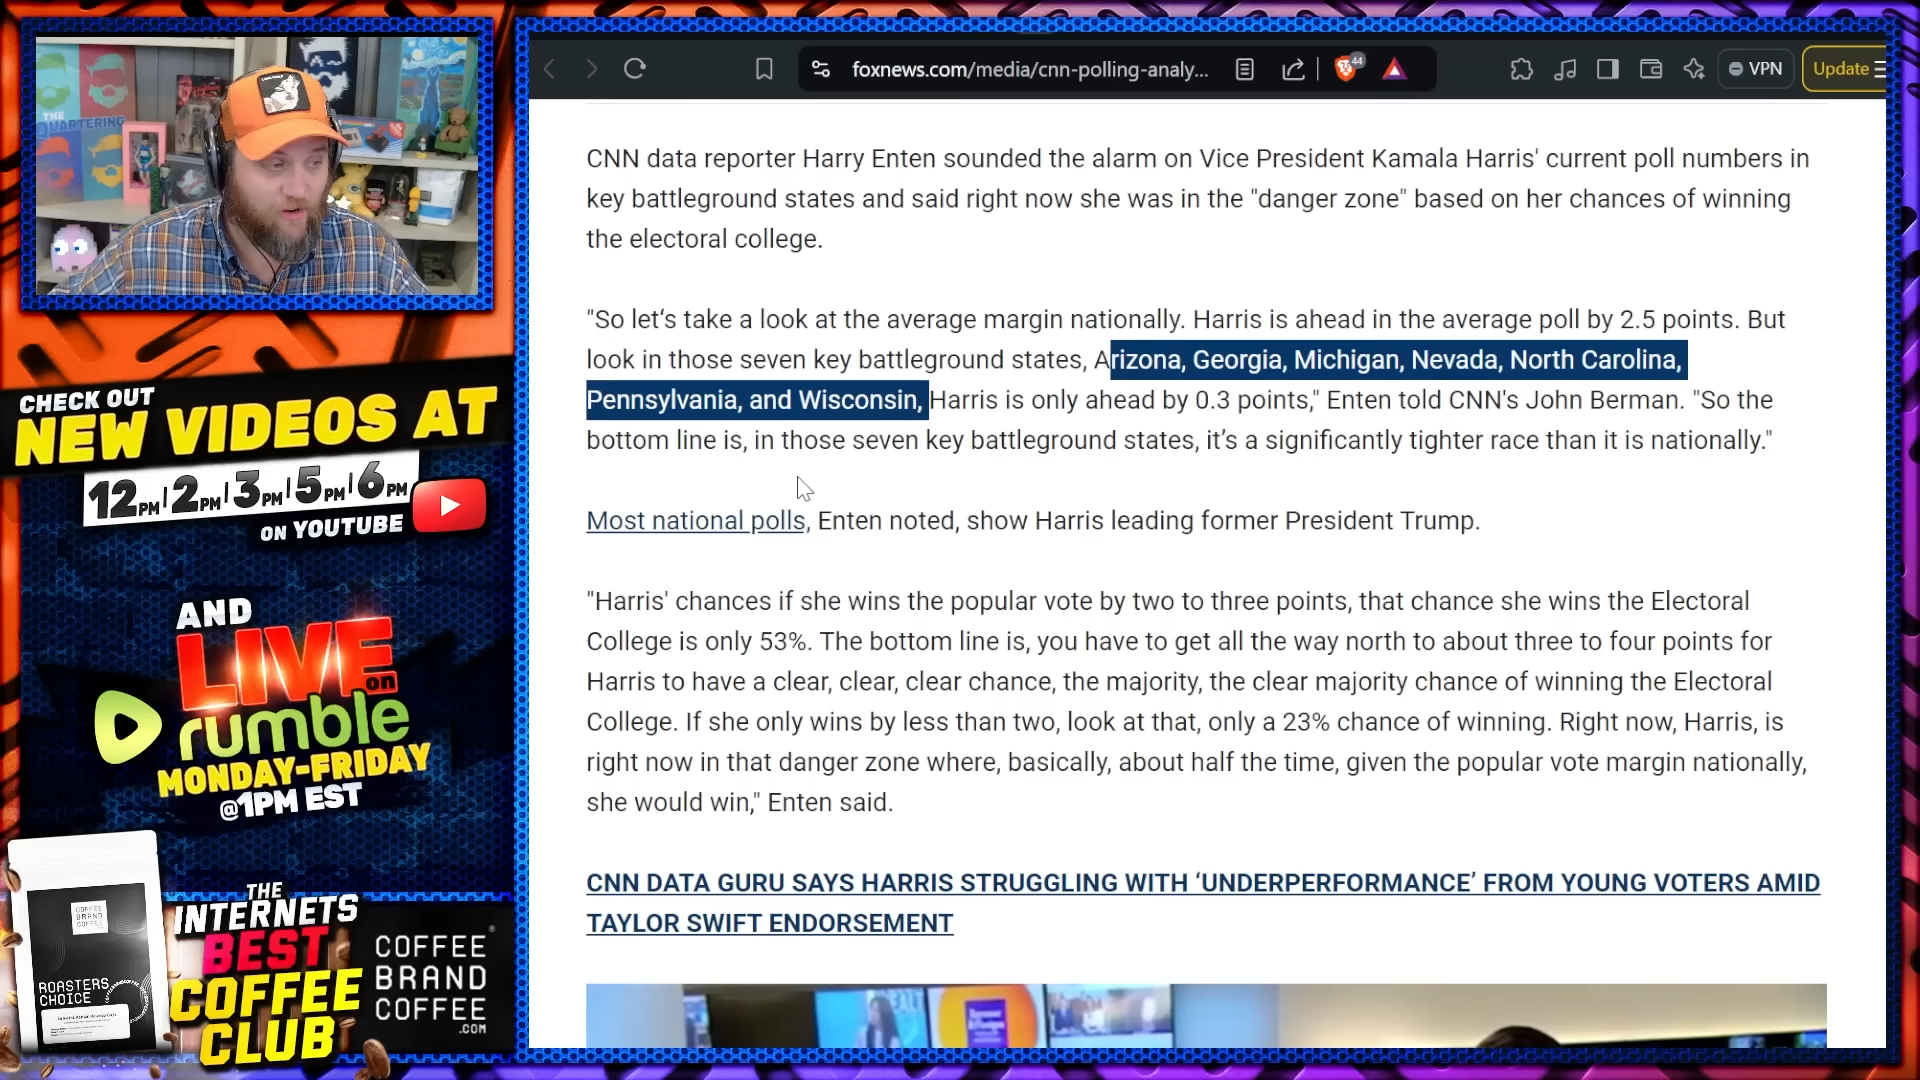 THE
QUARTERING
CHECK OUT
NEW VIDEOS AT
12PM | 2PM | 3PM | 5PM | 6PM
ON YOUTUBE
AND
LIVE on
rumble
MONDAY-FRIDAY
@1PM EST
COFFEE
BRAND
COFFEE
ROASTERS
CHOICE
THE
INTERNETS
BEST
COFFEE
CLUB
COFFEE
BRAND
COFFEE
.COM
foxnews.com/media/cnn-polling-analy...
44
VPN
Update
CNN data reporter Harry Enten sounded the alarm on Vice President Kamala Harris' current poll numbers in
key battleground states and said right now she was in the "danger zone" based on her chances of winning
the electoral college.
"So let‘s take a look at the average margin nationally. Harris is ahead in the average poll by 2.5 points. But
look in those seven key battleground states, Arizona, Georgia, Michigan, Nevada, North Carolina,
Pennsylvania, and Wisconsin, Harris is only ahead by 0.3 points," Enten told CNN's John Berman. "So the
bottom line is, in those seven key battleground states, it’s a significantly tighter race than it is nationally."
Most national polls, Enten noted, show Harris leading former President Trump.
"Harris' chances if she wins the popular vote by two to three points, that chance she wins the Electoral
College is only 53%. The bottom line is, you have to get all the way north to about three to four points for
Harris to have a clear, clear, clear chance, the majority, the clear majority chance of winning the Electoral
College. If she only wins by less than two, look at that, only a 23% chance of winning. Right now, Harris, is
right now in that danger zone where, basically, about half the time, given the popular vote margin nationally,
she would win," Enten said.
CNN DATA GURU SAYS HARRIS STRUGGLING WITH ‘UNDERPERFORMANCE’ FROM YOUNG VOTERS AMID
TAYLOR SWIFT ENDORSEMENT